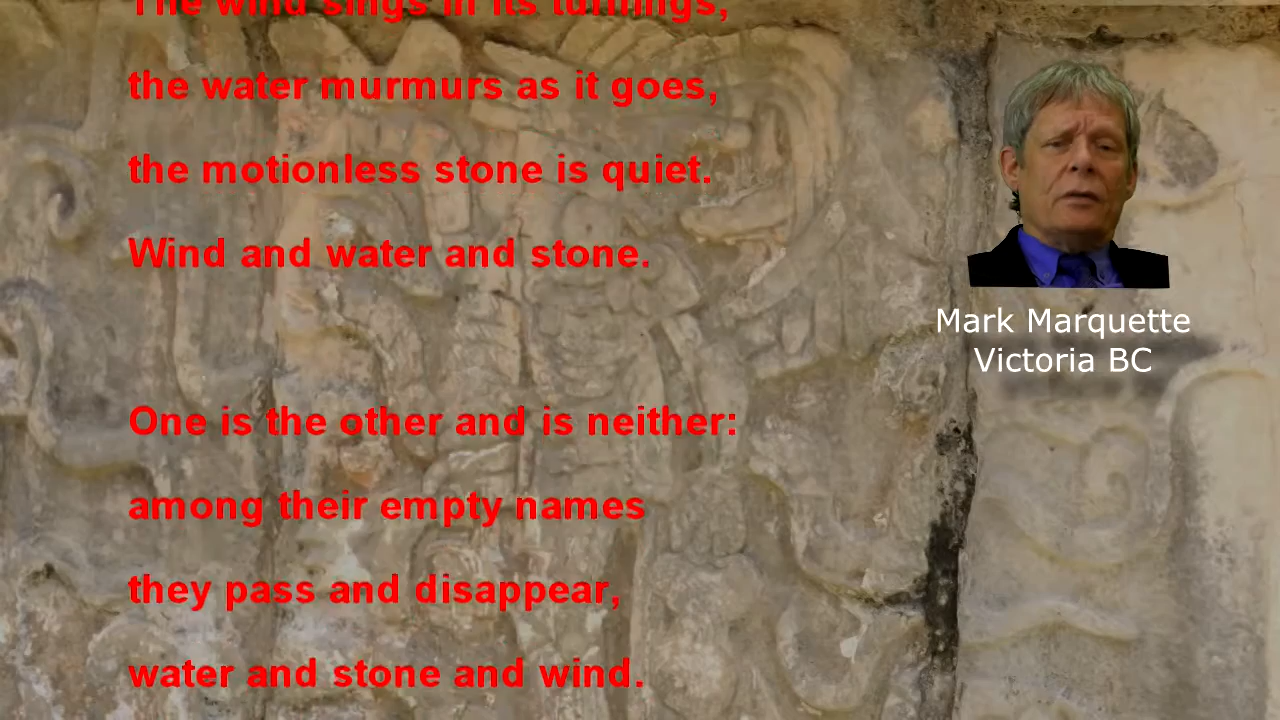 The wind sings in its turnings,
the water murmurs as it goes,
the motionless stone is quiet.
Wind and water and stone.
One is the other and is neither:
among their empty names
they pass and disappear,
water and stone and wind.
Mark Marquette
Victoria BC